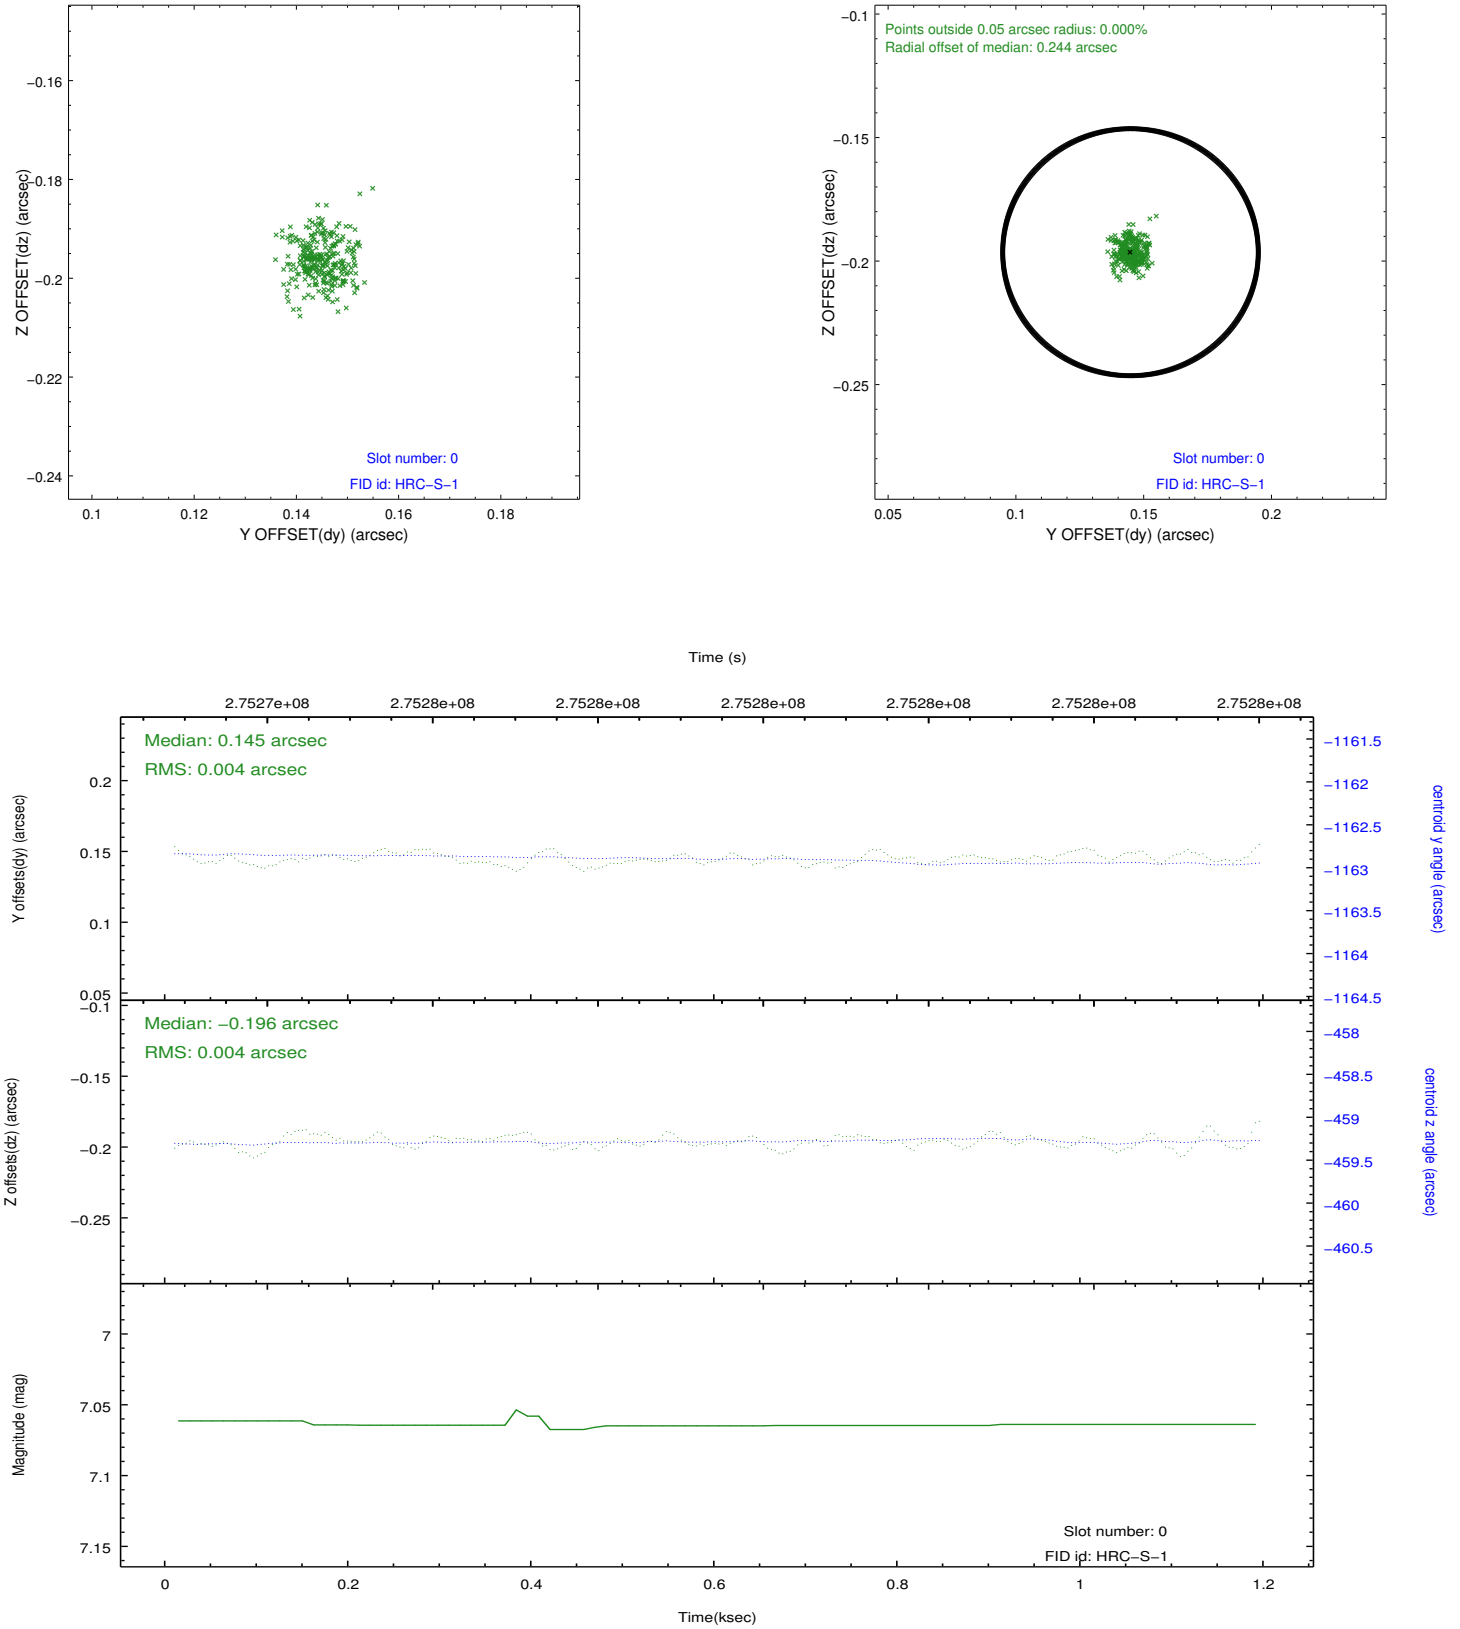 −0.16
−0.18
−0.2
−0.22
−0.24
Z OFFSET(dz) (arcsec)
0.1 0.12 0.14 0.16 0.18
Y OFFSET(dy) (arcsec)
Slot number: 0
FID id: HRC−S−1
Points outside 0.05 arcsec radius: 0.000%
Radial offset of median: 0.244 arcsec
−0.1
−0.15
−0.2
−0.25
Z OFFSET(dz) (arcsec)
0.05 0.1 0.15 0.2
Y OFFSET(dy) (arcsec)
Slot number: 0
FID id: HRC−S−1
Time (s)
2.7527e+08 2.7528e+08 2.7528e+08 2.7528e+08 2.7528e+08 2.7528e+08 2.7528e+08
Median: 0.145 arcsec
RMS: 0.004 arcsec
0.2
0.15
0.1
0.05
Y offsets(dy) (arcsec)
−1161.5
−1162
−1162.5
−1163
−1163.5
−1164
−1164.5
centroid y angle (arcsec)
Median: −0.196 arcsec
RMS: 0.004 arcsec
−0.1
−0.15
−0.2
−0.25
Z offsets(dz) (arcsec)
−458
−458.5
−459
−459.5
−460
−460.5
centroid z angle (arcsec)
7
7.05
7.1
7.15
Magnitude (mag)
Slot number: 0
FID id: HRC−S−1
0 0.2 0.4 0.6 0.8 1 1.2
Time(ksec)